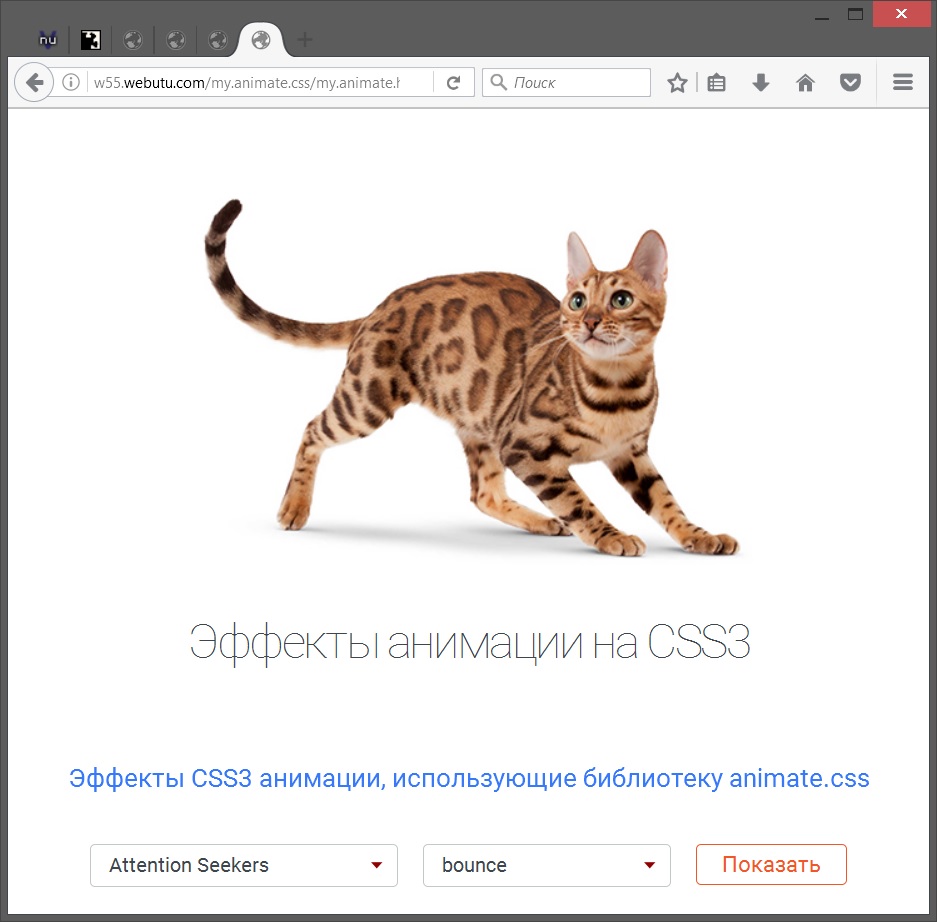 nu
w55.webutu.com/my.animate.css/my.animate.h
Поиск
Эффекты анимации на CSS3
Эффекты CSS3 анимации, использующие библиотеку animate.css
Attention Seekers
bounce
Показать